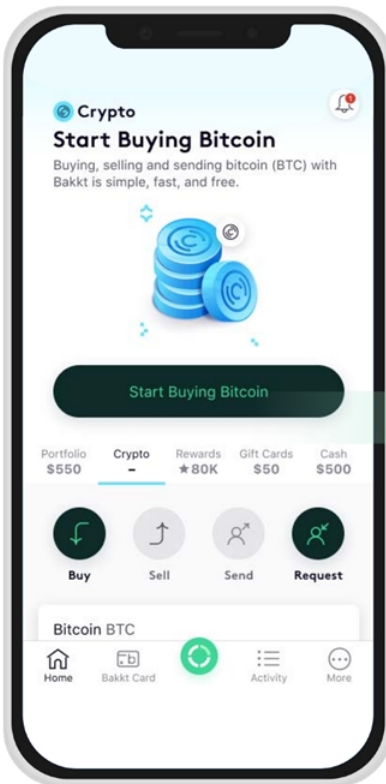 Crypto
Start Buying Bitcoin
Buying, selling and sending bitcoin (BTC) with
Bakkt is simple, fast, and free.
Start Buying Bitcoin
Portfolio Crypto Rewards Gift Cards Cash
$550 – ★80K $50 $500
Buy Sell Send Request
Bitcoin BTC
Home Bakkt Card Activity More